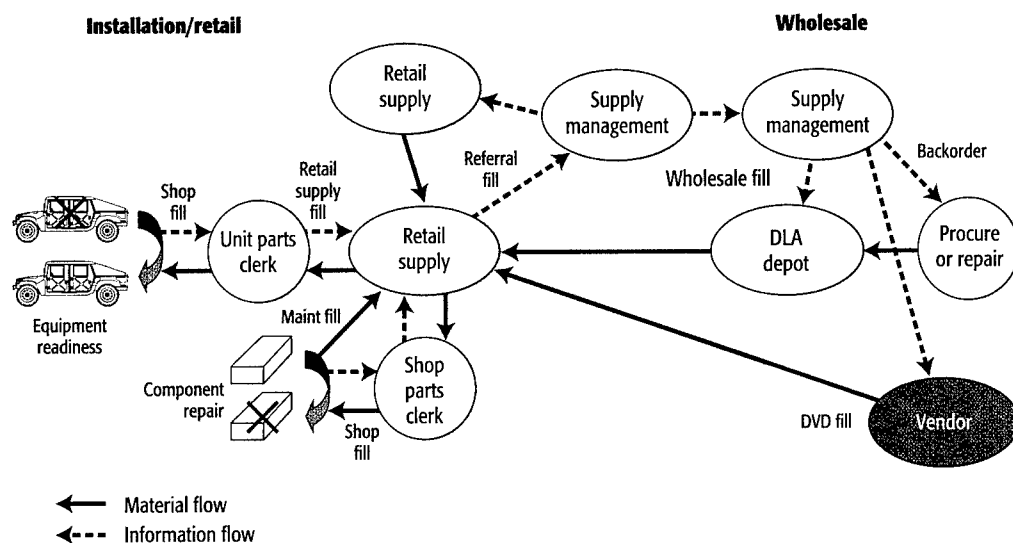 Installation/retail
Wholesale
Retail
supply
Supply
management
Supply
management
Shop
fill
Retail
supply
fill
Referral
fill
Wholesale fill
Backorder
Unit parts
clerk
Retail
supply
DLA
depot
Procure
or repair
Equipment
readiness
Maint fill
Component
repair
Shop
parts
clerk
Shop
fill
DVD fill
Vendor
Material flow
Information flow